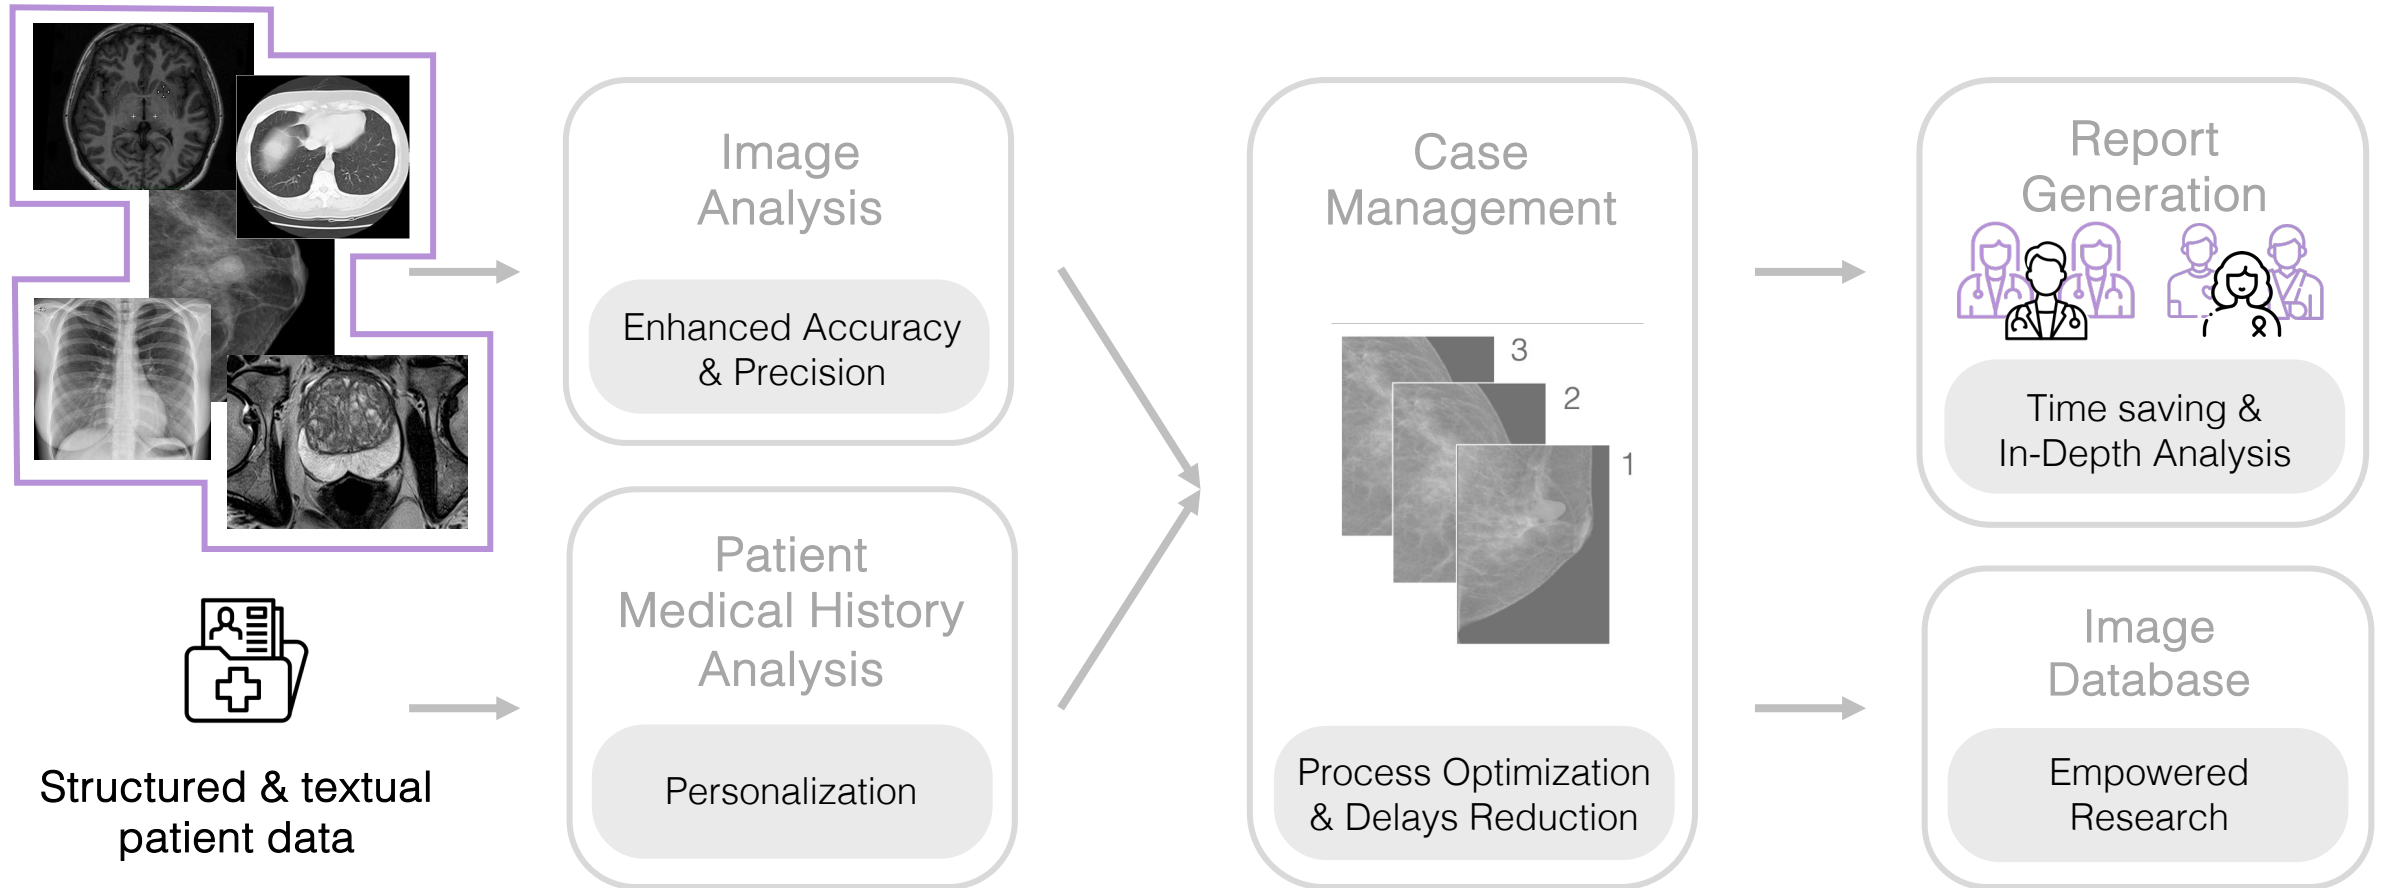 Structured & textual
patient data
Image
Analysis
Enhanced Accuracy
& Precision
Patient
Medical History
Analysis
Personalization
Case
Management
3
2
1
Process Optimization
& Delays Reduction
Report
Generation
Time saving &
In-Depth Analysis
Image
Database
Empowered
Research